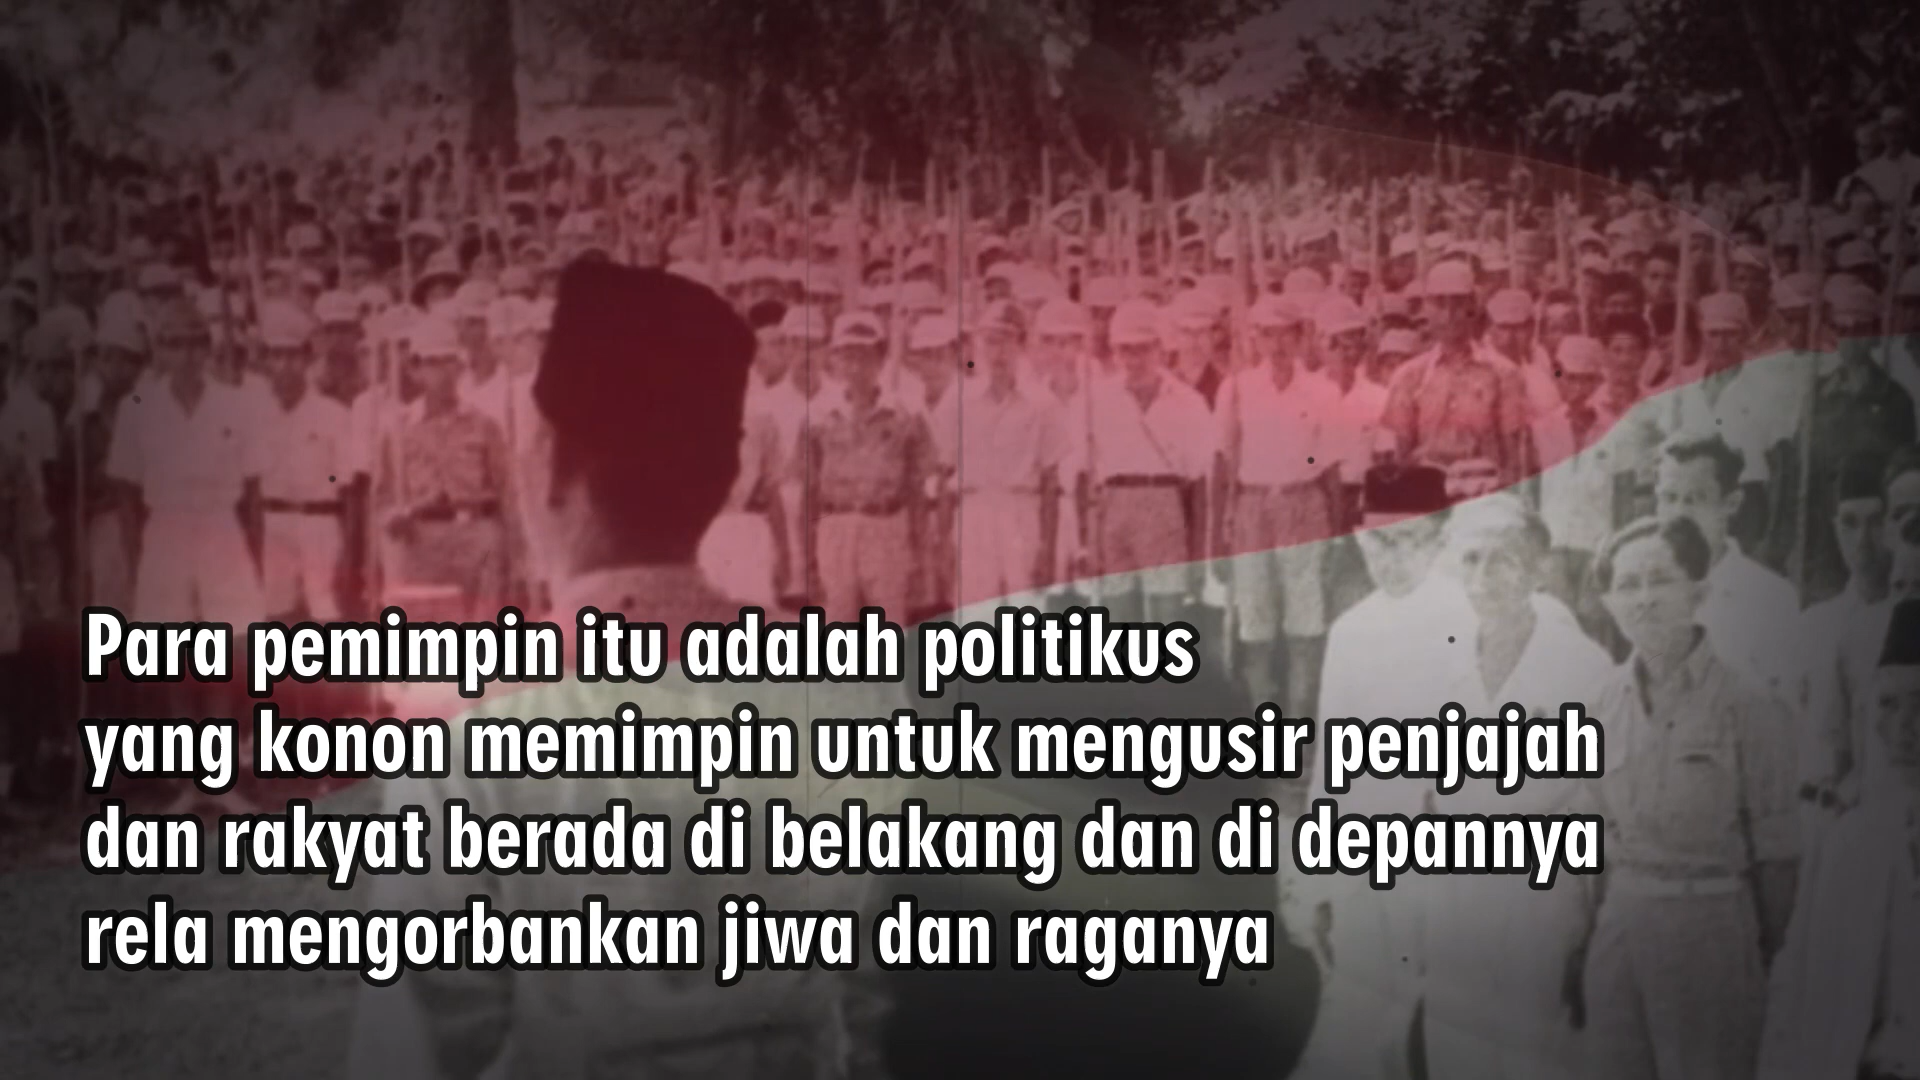 Para pemimpin itu adalah politikus
yang konon memimpin untuk mengusir penjajah
dan rakyat berada di belakang dan di depannya
rela mengorbankan jiwa dan raganya